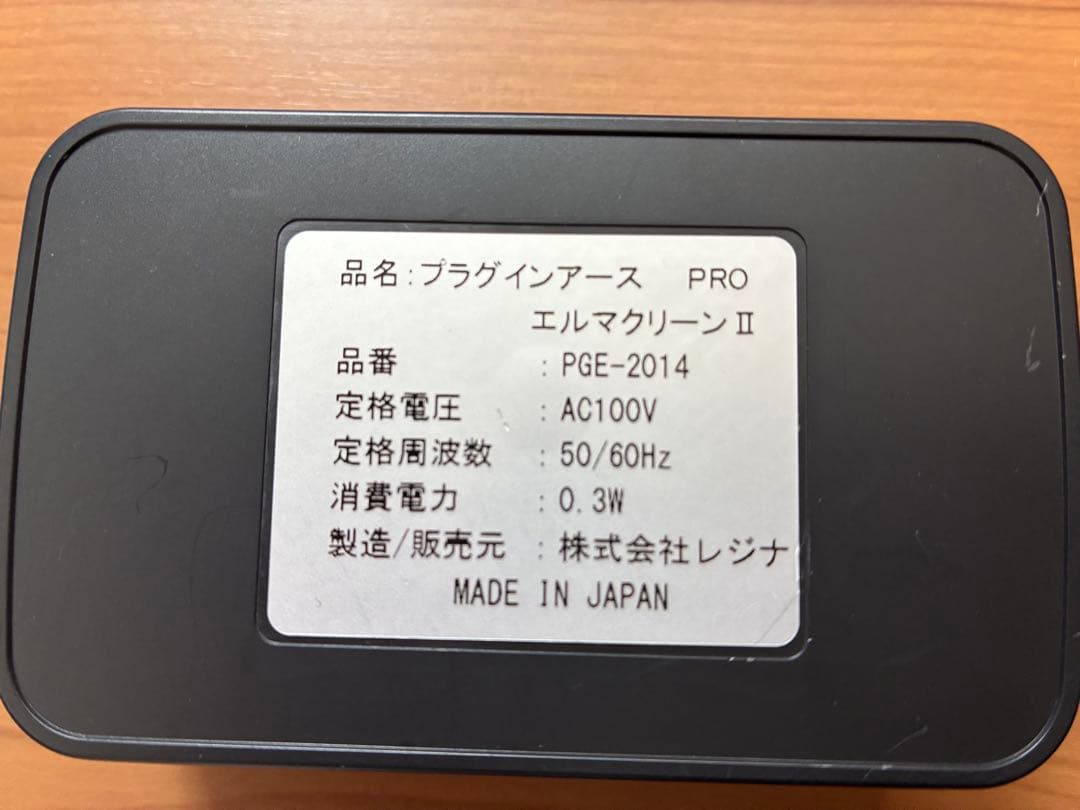 品名:プラグインアース PRO
エルマクリーンⅡ
品番 : PGE-2014
定格電圧 : AC100V
定格周波数 : 50/60Hz
消費電力 : 0.3W
製造/販売元 : 株式会社レジナ
MADE IN JAPAN